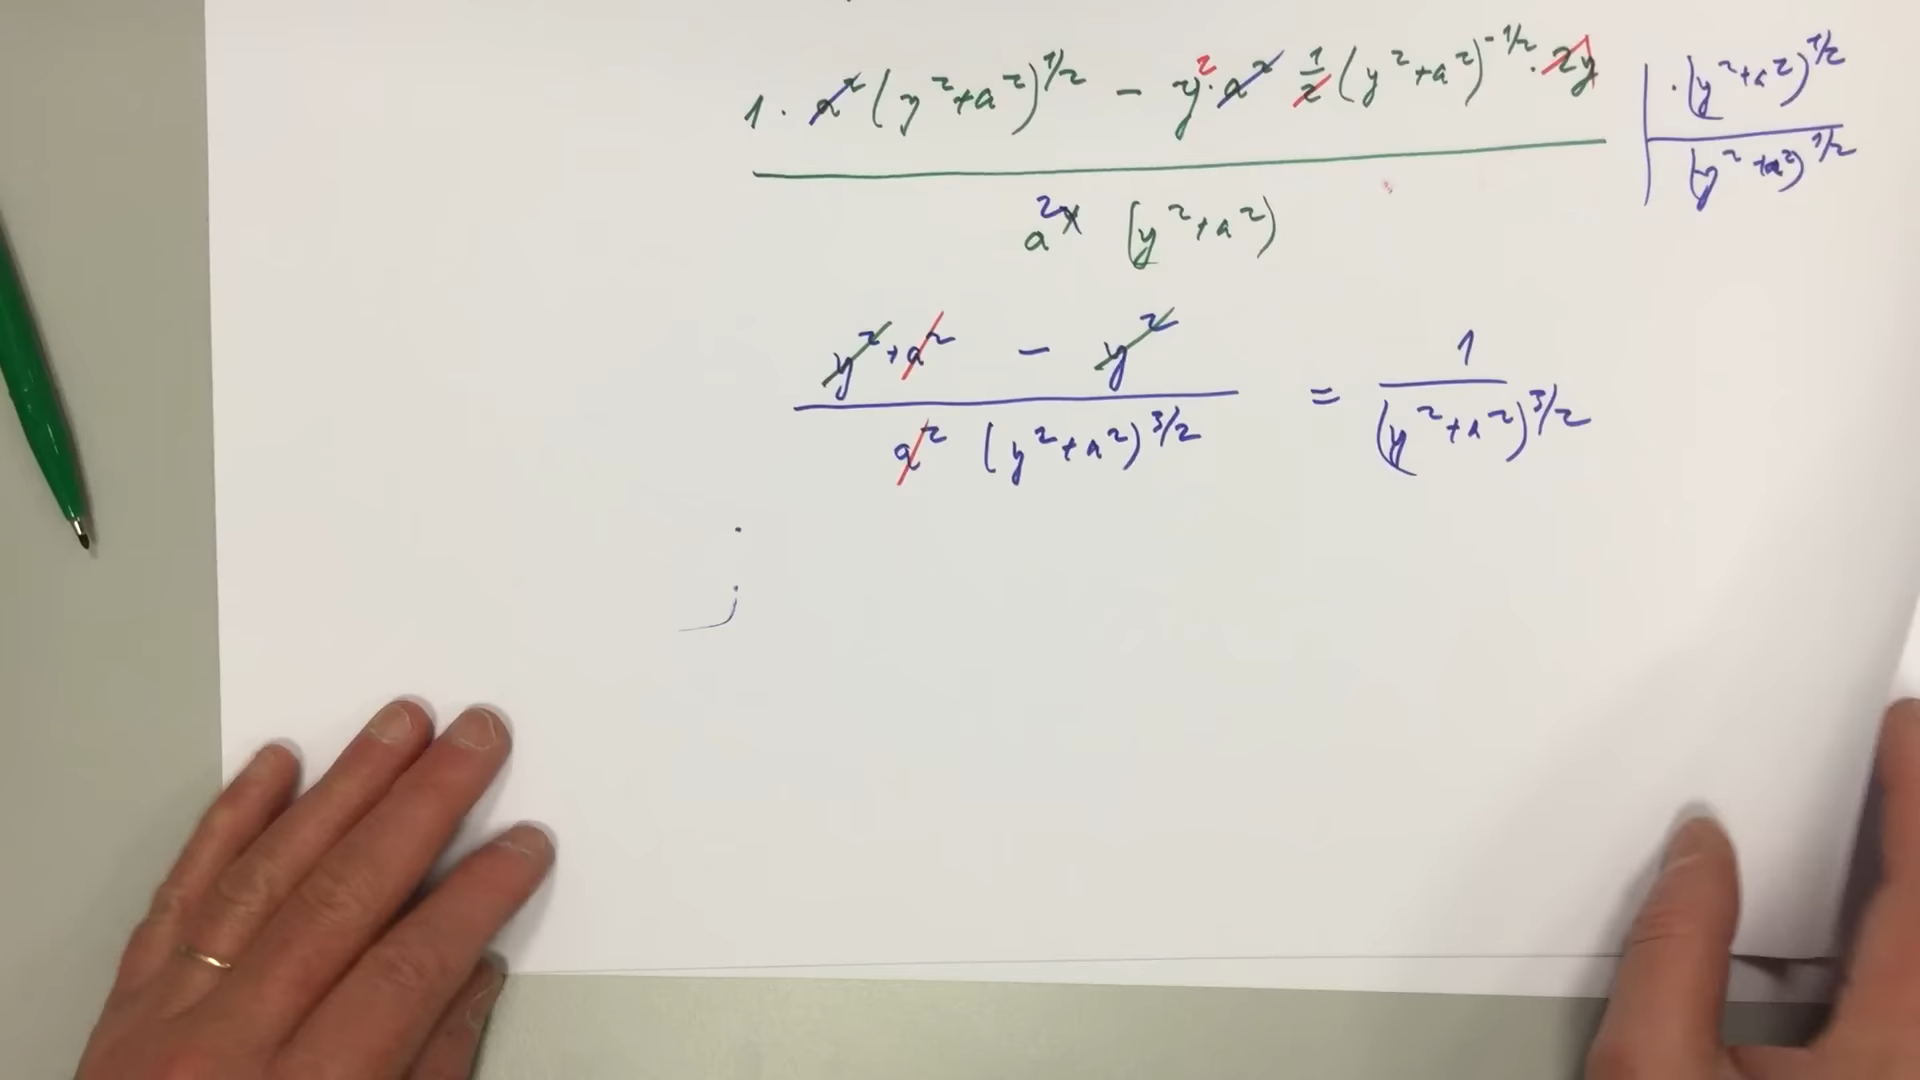 1 · a² (y²+a²)^1/2 − y² · a² 1/2 (y²+a²)^-1/2 · 2y | · (y²+a²)^1/2 / (y²+a²)^1/2
a² (y²+a²)
y²+a² − y² / a² (y²+a²)^3/2 = 1 / (y²+a²)^3/2